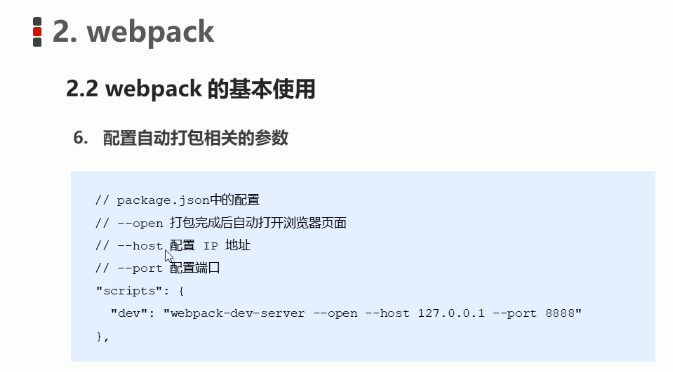 2. webpack
2.2 webpack 的基本使用
6. 配置自动打包相关的参数
// package.json中的配置
// --open 打包完成后自动打开浏览器页面
// --host 配置 IP 地址
// --port 配置端口
"scripts": {
"dev": "webpack-dev-server --open --host 127.0.0.1 --port 8888"
},